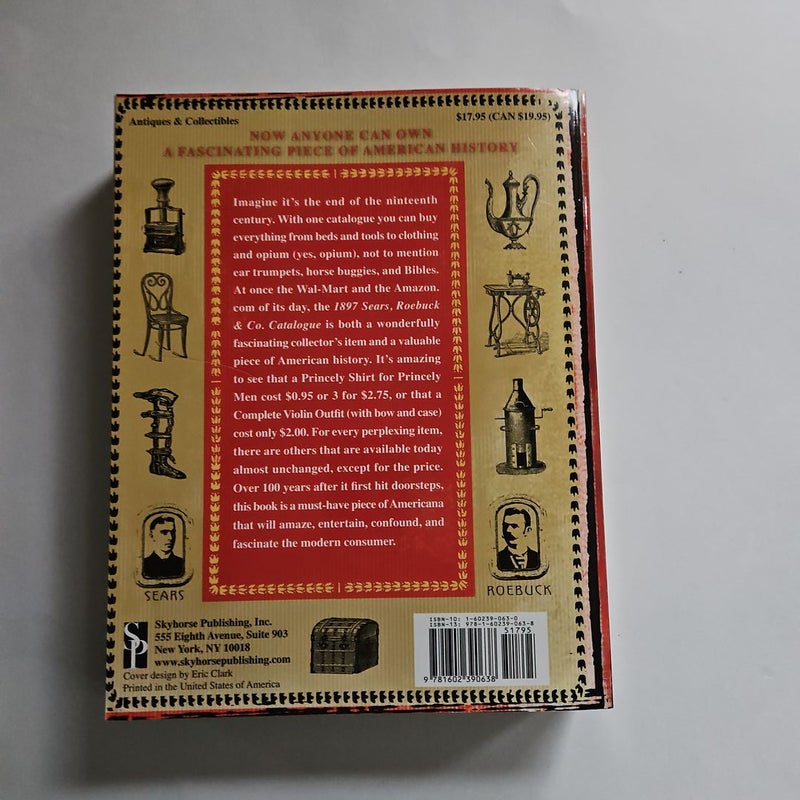 Antiques & Collectibles
$17.95 (CAN $19.95)
NOW ANYONE CAN OWN
A FASCINATING PIECE OF AMERICAN HISTORY
Imagine it's the end of the ninteenth
century. With one catalogue you can buy
everything from beds and tools to clothing
and opium (yes, opium), not to mention
ear trumpets, horse buggies, and Bibles.
At once the Wal-Mart and the Amazon.
com of its day, the 1897 Sears, Roebuck
& Co. Catalogue is both a wonderfully
fascinating collector's item and a valuable
piece of American history. It's amazing
to see that a Princely Shirt for Princely
Men cost $0.95 or 3 for $2.75, or that a
Complete Violin Outfit (with bow and case)
cost only $2.00. For every perplexing item,
there are others that are available today
almost unchanged, except for the price.
Over 100 years after it first hit doorsteps,
this book is a must-have piece of Americana
that will amaze, entertain, confound, and
fascinate the modern consumer.
SEARS
ROEBUCK
SP
Skyhorse Publishing, Inc.
555 Eighth Avenue, Suite 903
New York, NY 10018
www.skyhorsepublishing.com
Cover design by Eric Clark
Printed in the United States of America
ISBN-10: 1-60239-063-0
ISBN-13: 978-1-60239-063-8
51795
9 781602 390638